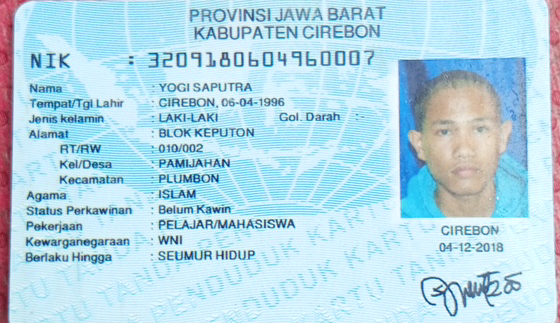 PROVINSI JAWA BARAT
KABUPATEN CIREBON
NIK : 3209180604960007
Nama : YOGI SAPUTRA
Tempat/Tgl Lahir : CIREBON, 06-04-1996
Jenis kelamin : LAKI-LAKI Gol. Darah :-
Alamat : BLOK KEPUTON
RT/RW : 010/002
Kel/Desa : PAMIJAHAN
Kecamatan : PLUMBON
Agama : ISLAM
Status Perkawinan : Belum Kawin
Pekerjaan : PELAJAR/MAHASISWA
Kewarganegaraan : WNI
Berlaku Hingga : SEUMUR HIDUP
CIREBON
04-12-2018
KARTU TANDA PENDUDUK